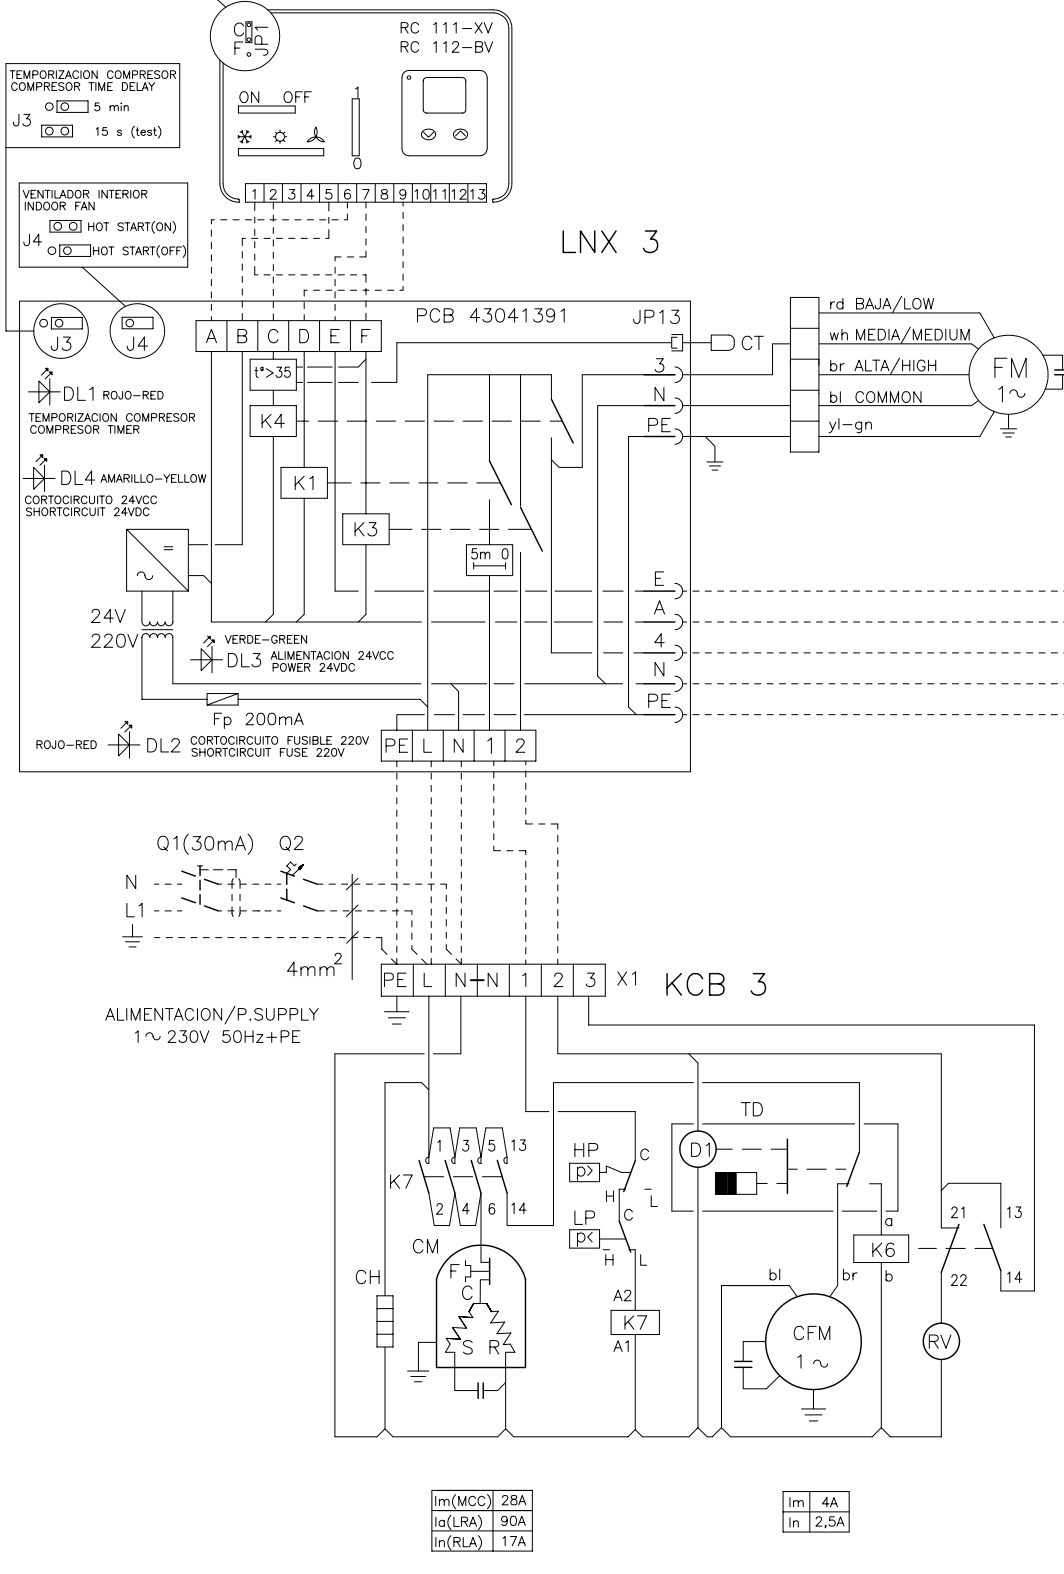 C
F
JP1
RC 111-XV
RC 112-BV
ON OFF
1
0
1 2 3 4 5 6 7 8 9 10 11 12 13
TEMPORIZACION COMPRESOR
COMPRESOR TIME DELAY
J3
5 min
15 s (test)
VENTILADOR INTERIOR
INDOOR FAN
J4
HOT START(ON)
HOT START(OFF)
LNX 3
J3
J4
A B C D E F
PCB 43041391
JP13
CT
3
N
PE
rd BAJA/LOW
wh MEDIA/MEDIUM
br ALTA/HIGH
bl COMMON
yl-gn
FM
1~
DL1 ROJO-RED
TEMPORIZACION COMPRESOR
COMPRESOR TIMER
t°>35
K4
K1
K3
DL4 AMARILLO-YELLOW
CORTOCIRCUITO 24VCC
SHORTCIRCUIT 24VDC
=
~
5m 0
24V
220V
VERDE-GREEN
DL3 ALIMENTACION 24VCC
POWER 24VDC
E
A
4
N
PE
Fp 200mA
ROJO-RED
DL2 CORTOCIRCUITO FUSIBLE 220V
SHORTCIRCUIT FUSE 220V
PE L N 1 2
Q1(30mA) Q2
N
L1
4mm2
PE L N N 1 2 3
X1
KCB 3
ALIMENTACION/P.SUPPLY
1~ 230V 50Hz+PE
K7
1 3 5 13
2 4 6 14
HP
p>
C
H L
LP
p<
C
H L
TD
D1
a
K6
b
21 13
22 14
CM
F
C
S R
CH
A2
K7
A1
bl
br
CFM
1 ~
RV
Im(MCC) 28A
Ia(LRA) 90A
In(RLA) 17A
Im 4A
In 2,5A